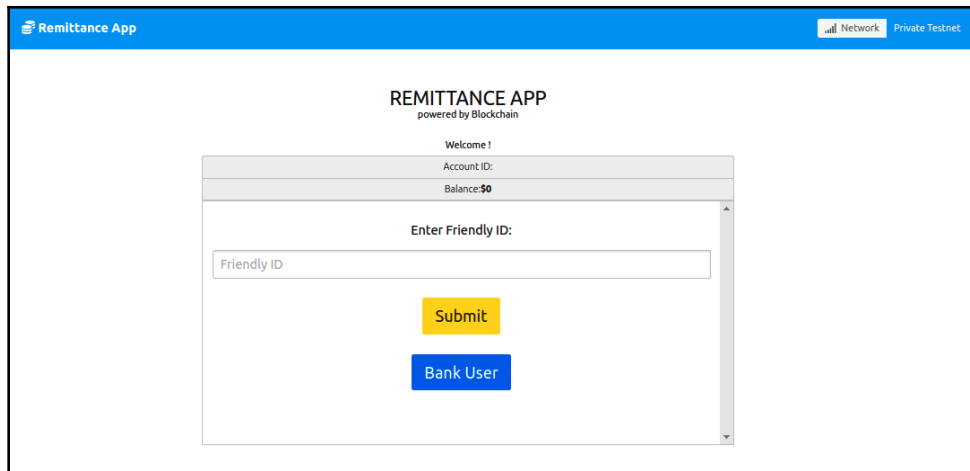 Remittance App
Network Private Testnet
REMITTANCE APP
powered by Blockchain
Welcome !
Account ID:
Balance:$0
Enter Friendly ID:
Friendly ID
Submit
Bank User